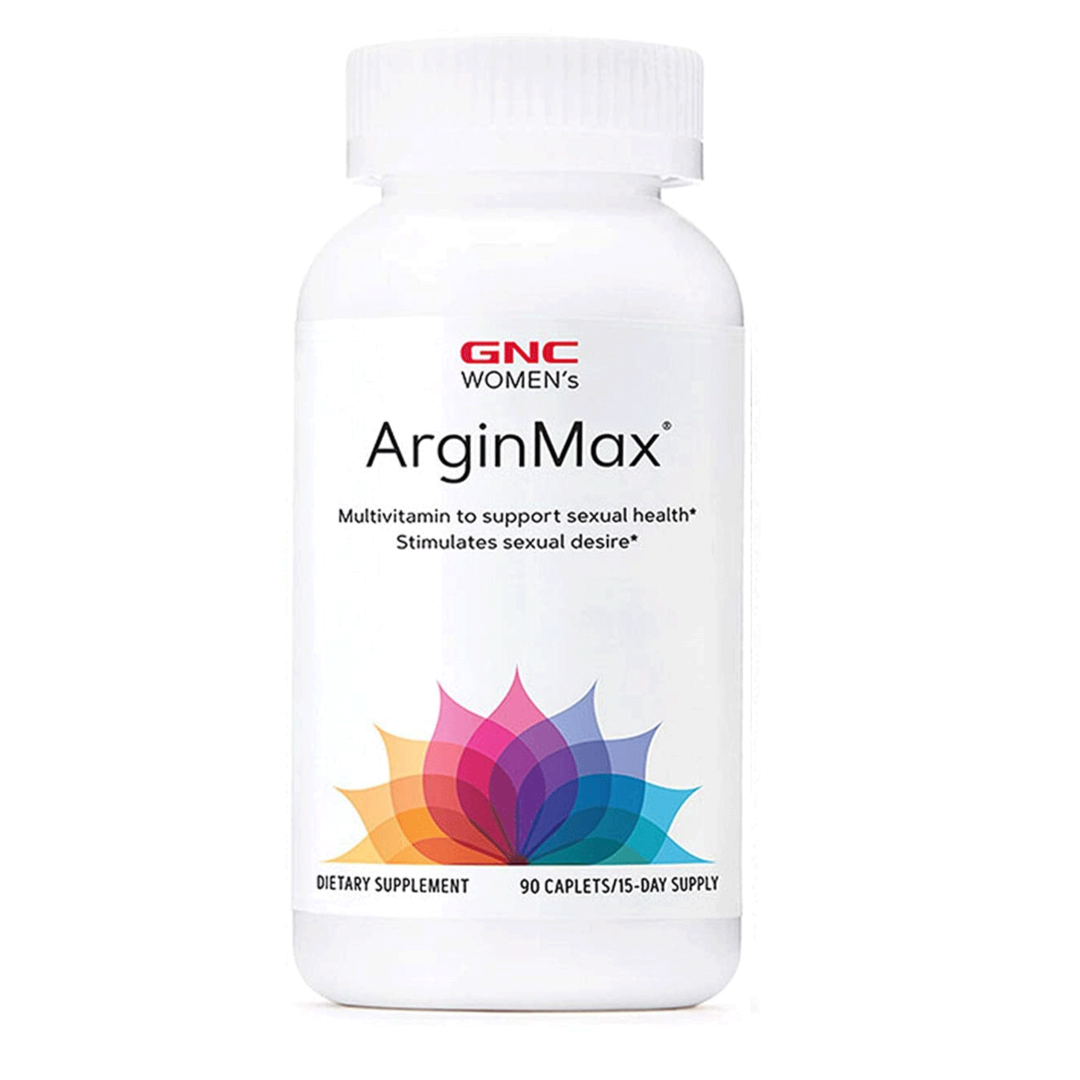 GNC
WOMEN's
ArginMax®
Multivitamin to support sexual health*
Stimulates sexual desire*
DIETARY SUPPLEMENT 90 CAPLETS/15-DAY SUPPLY